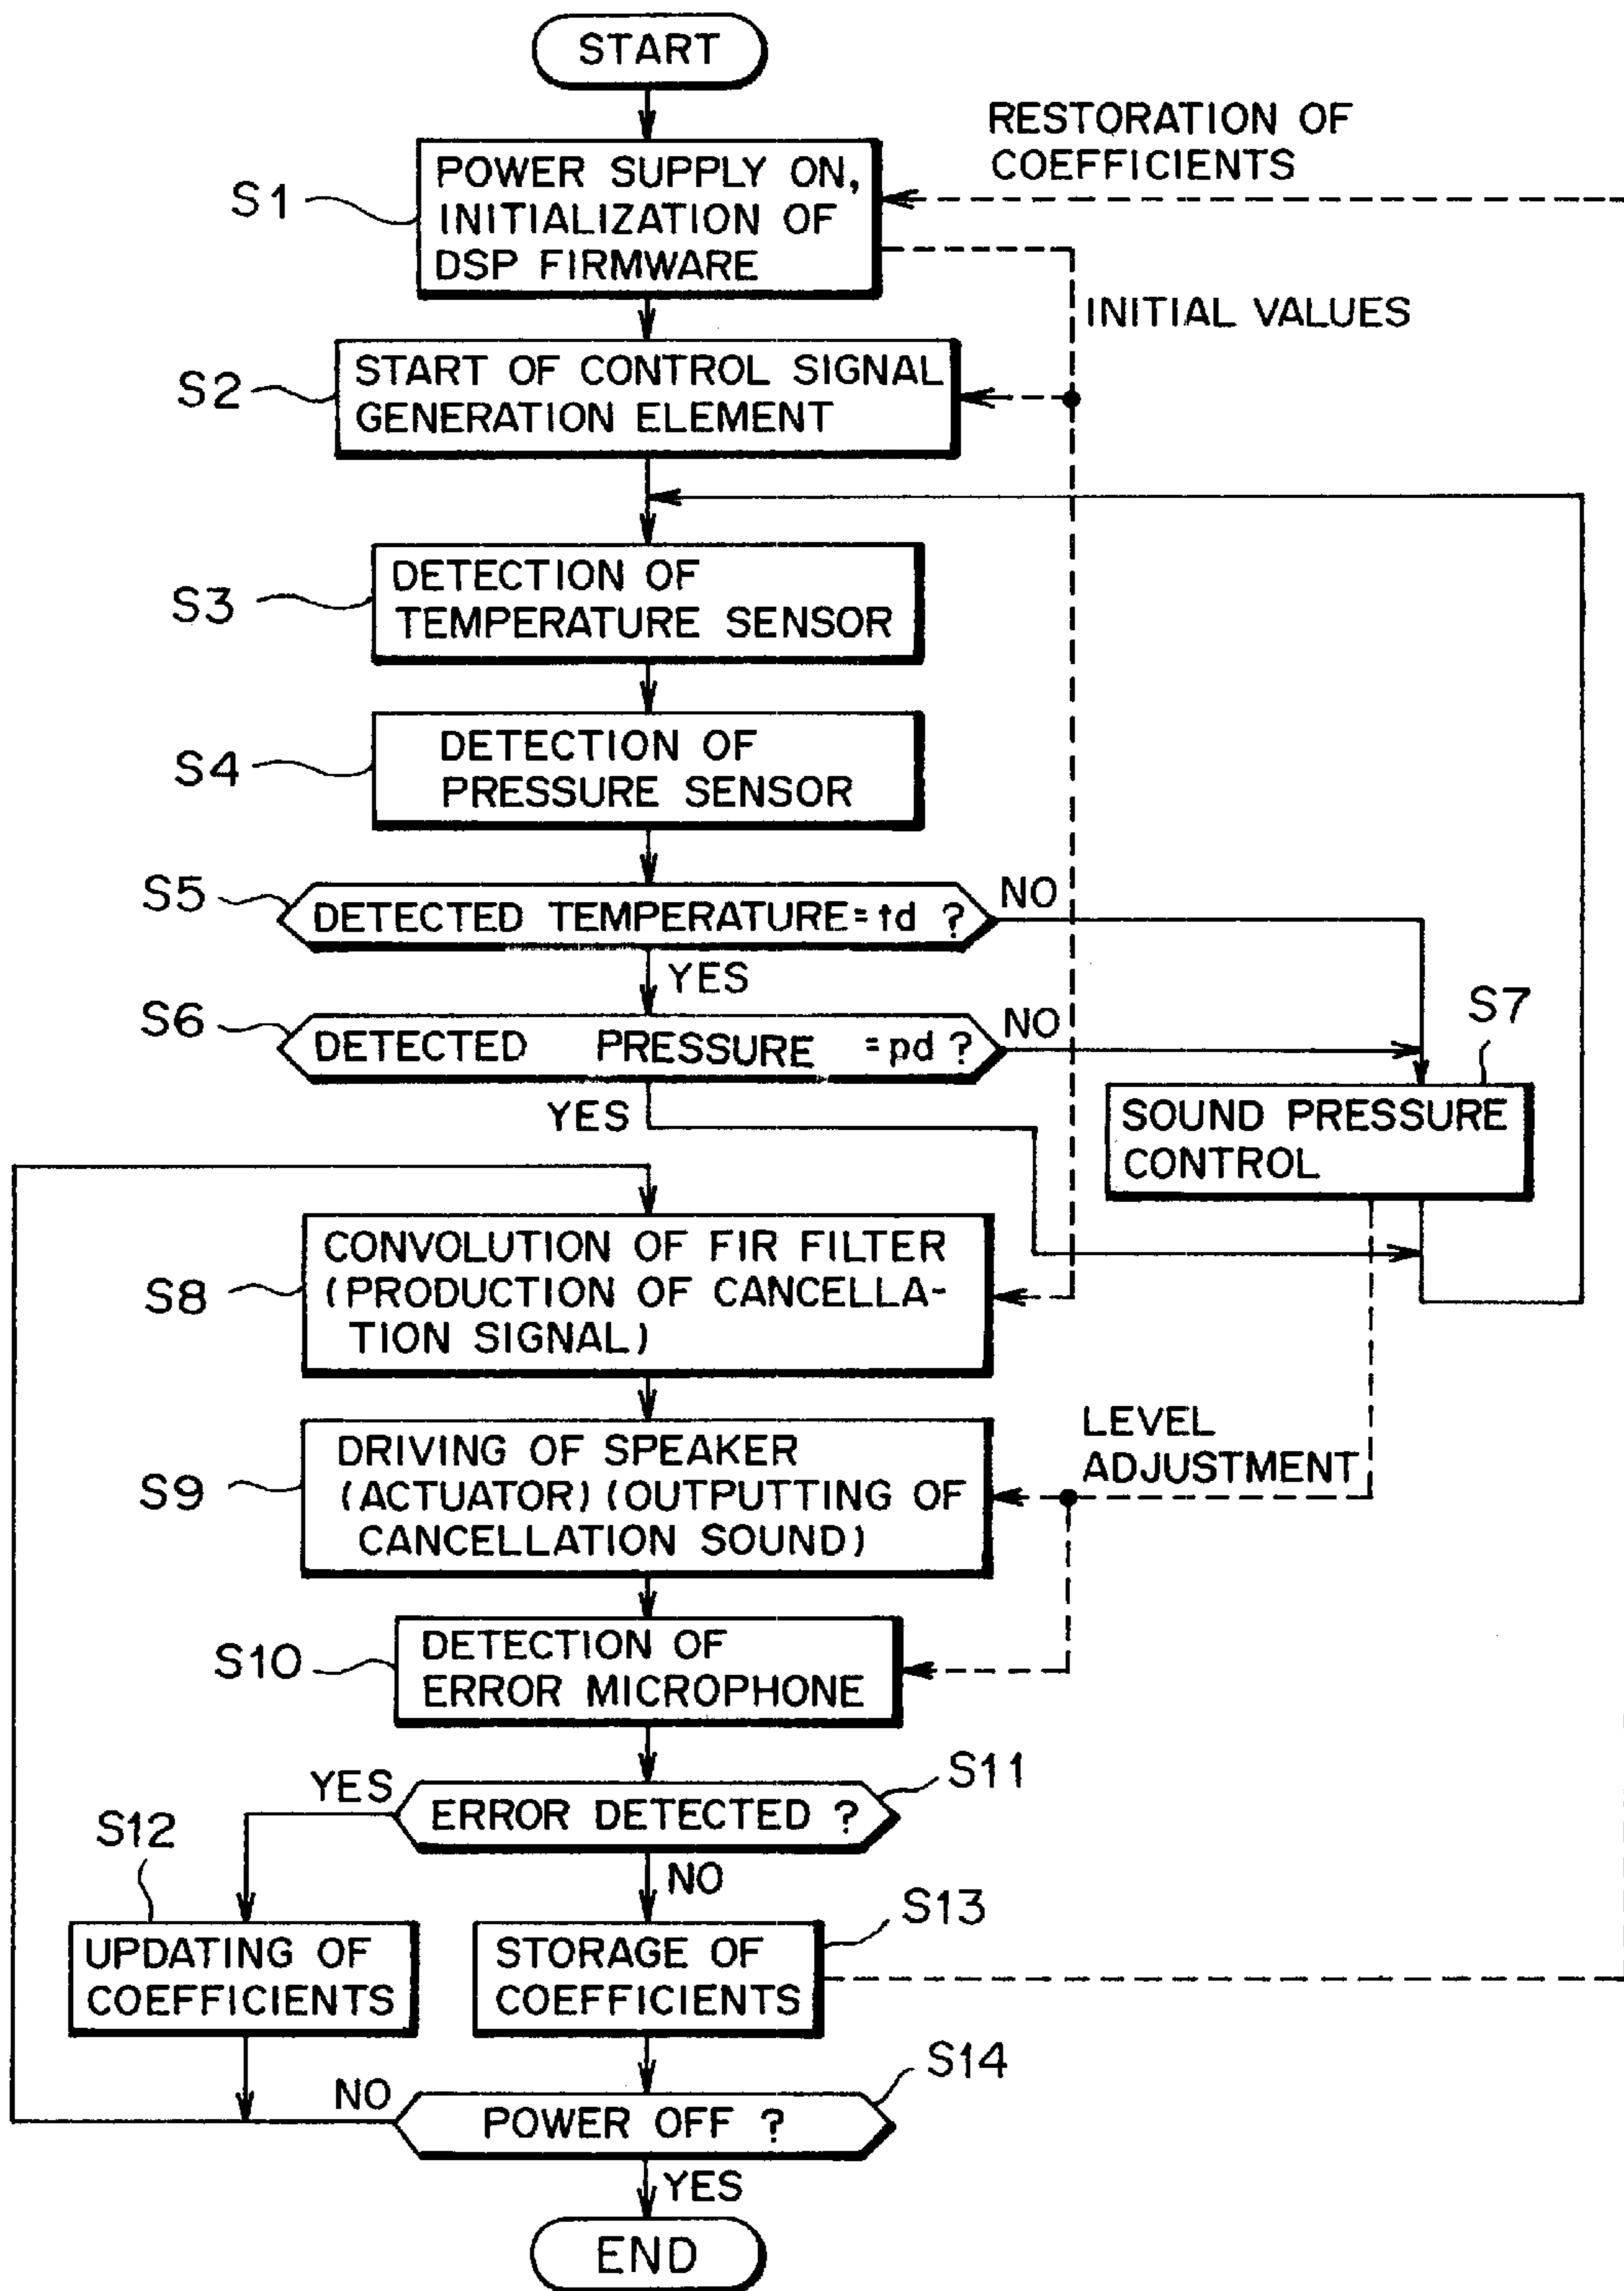 START
RESTORATION OF
COEFFICIENTS
S1
POWER SUPPLY ON,
INITIALIZATION OF
DSP FIRMWARE
INITIAL VALUES
S2
START OF CONTROL SIGNAL
GENERATION ELEMENT
S3
DETECTION OF
TEMPERATURE SENSOR
S4
DETECTION OF
PRESSURE SENSOR
S5
DETECTED TEMPERATURE=td ?
NO
YES
S6
DETECTED PRESSURE =pd ?
NO
YES
S7
SOUND PRESSURE
CONTROL
S8
CONVOLUTION OF FIR FILTER
(PRODUCTION OF CANCELLA-
TION SIGNAL)
S9
DRIVING OF SPEAKER
(ACTUATOR)(OUTPUTTING OF
CANCELLATION SOUND)
LEVEL
ADJUSTMENT
S10
DETECTION OF
ERROR MICROPHONE
S11
ERROR DETECTED ?
YES
NO
S12
UPDATING OF
COEFFICIENTS
S13
STORAGE OF
COEFFICIENTS
S14
POWER OFF ?
NO
YES
END